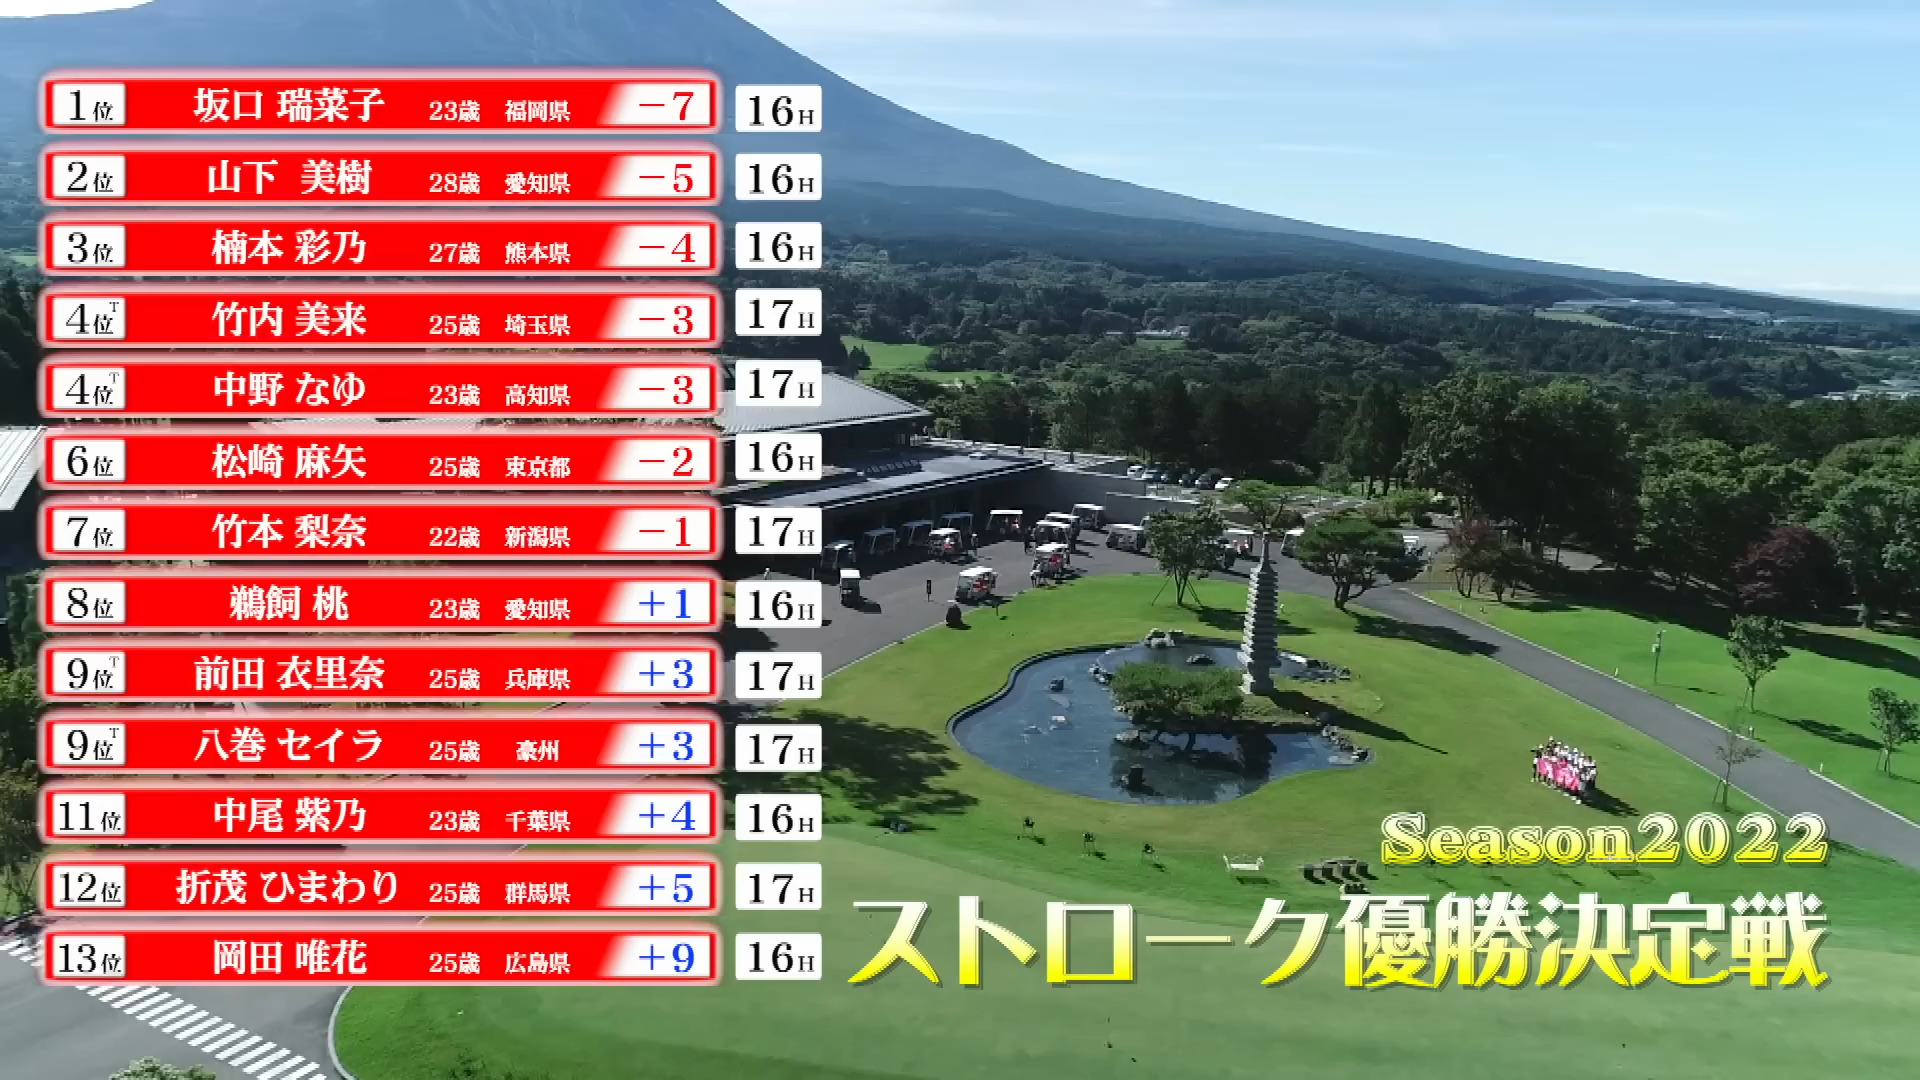 1位 坂口 瑞菜子 23歳 福岡県 －7 16H
2位 山下 美樹 28歳 愛知県 －5 16H
3位 楠本 彩乃 27歳 熊本県 －4 16H
4位T 竹内 美来 25歳 埼玉県 －3 17H
4位T 中野 なゆ 23歳 高知県 －3 17H
6位 松崎 麻矢 25歳 東京都 －2 16H
7位 竹本 梨奈 22歳 新潟県 －1 17H
8位 鵜飼 桃 23歳 愛知県 ＋1 16H
9位T 前田 衣里奈 25歳 兵庫県 ＋3 17H
9位T 八巻 セイラ 25歳 豪州 ＋3 17H
11位 中尾 紫乃 23歳 千葉県 ＋4 16H
12位 折茂 ひまわり 25歳 群馬県 ＋5 17H
13位 岡田 唯花 25歳 広島県 ＋9 16H
Season2022
ストローク優勝決定戦